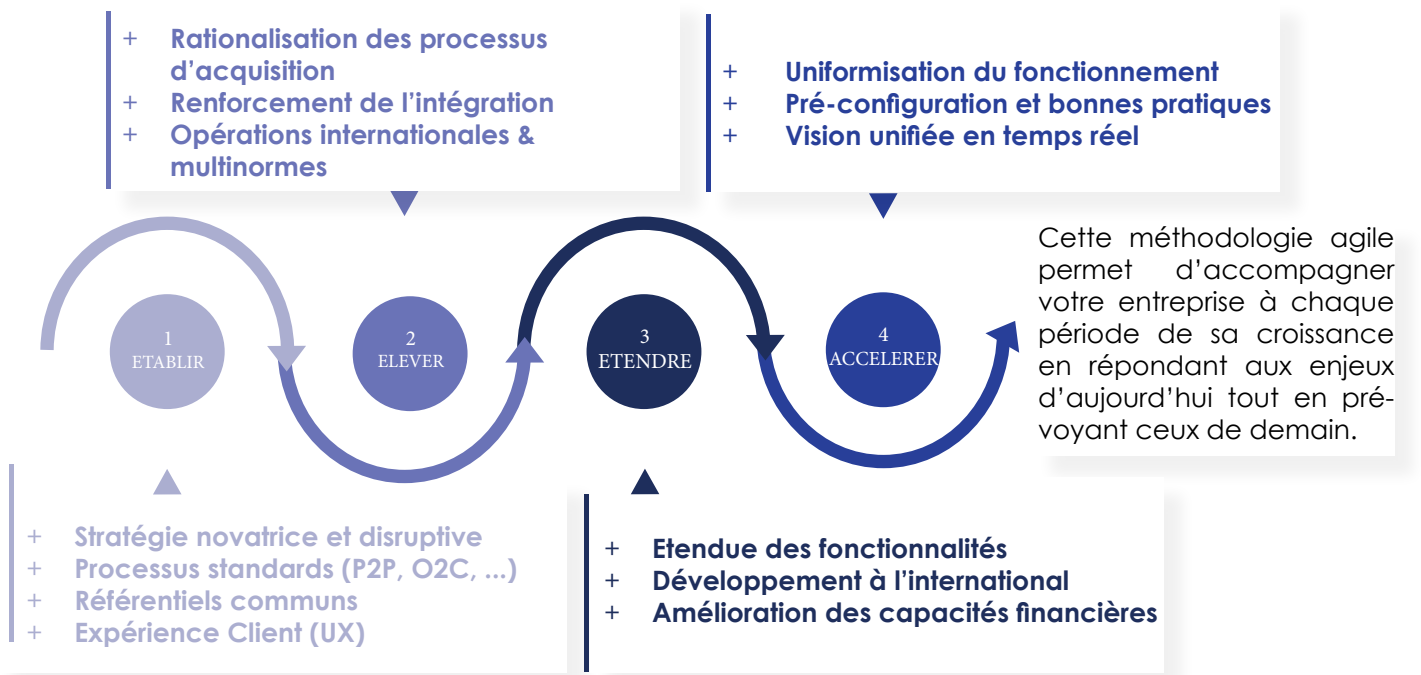 + Rationalisation des processus
d’acquisition
+ Renforcement de l’intégration
+ Opérations internationales &
multinormes
+ Uniformisation du fonctionnement
+ Pré-configuration et bonnes pratiques
+ Vision unifiée en temps réel
1
ETABLIR
2
ELEVER
3
ETENDRE
4
ACCELERER
Cette méthodologie agile
permet d’accompagner
votre entreprise à chaque
période de sa croissance
en répondant aux enjeux
d’aujourd’hui tout en pré-
voyant ceux de demain.
+ Stratégie novatrice et disruptive
+ Processus standards (P2P, O2C, ...)
+ Référentiels communs
+ Expérience Client (UX)
+ Etendue des fonctionnalités
+ Développement à l’international
+ Amélioration des capacités financières